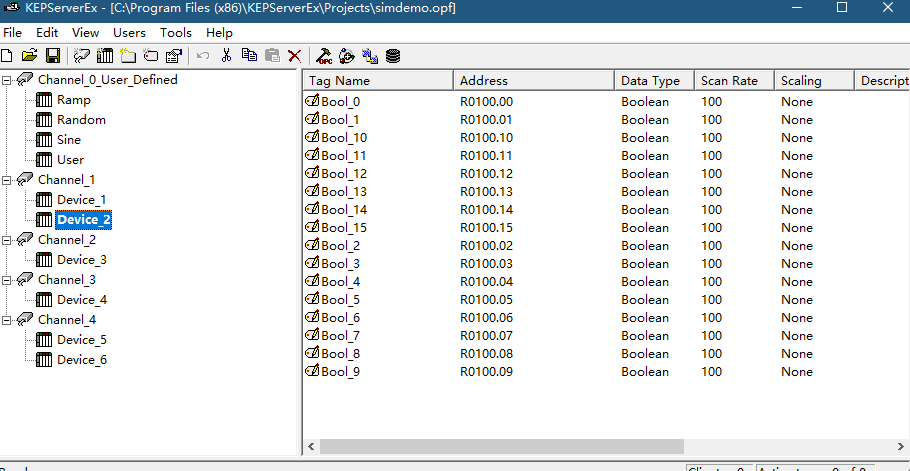 KEPServerEx - [C:\Program Files (x86)\KEPServerEx\Projects\simdemo.opf]
File Edit View Users Tools Help
Channel_0_User_Defined
Ramp
Random
Sine
User
Channel_1
Device_1
Device_2
Channel_2
Device_3
Channel_3
Device_4
Channel_4
Device_5
Device_6
Tag Name Address Data Type Scan Rate Scaling Descript
Bool_0 R0100.00 Boolean 100 None
Bool_1 R0100.01 Boolean 100 None
Bool_10 R0100.10 Boolean 100 None
Bool_11 R0100.11 Boolean 100 None
Bool_12 R0100.12 Boolean 100 None
Bool_13 R0100.13 Boolean 100 None
Bool_14 R0100.14 Boolean 100 None
Bool_15 R0100.15 Boolean 100 None
Bool_2 R0100.02 Boolean 100 None
Bool_3 R0100.03 Boolean 100 None
Bool_4 R0100.04 Boolean 100 None
Bool_5 R0100.05 Boolean 100 None
Bool_6 R0100.06 Boolean 100 None
Bool_7 R0100.07 Boolean 100 None
Bool_8 R0100.08 Boolean 100 None
Bool_9 R0100.09 Boolean 100 None